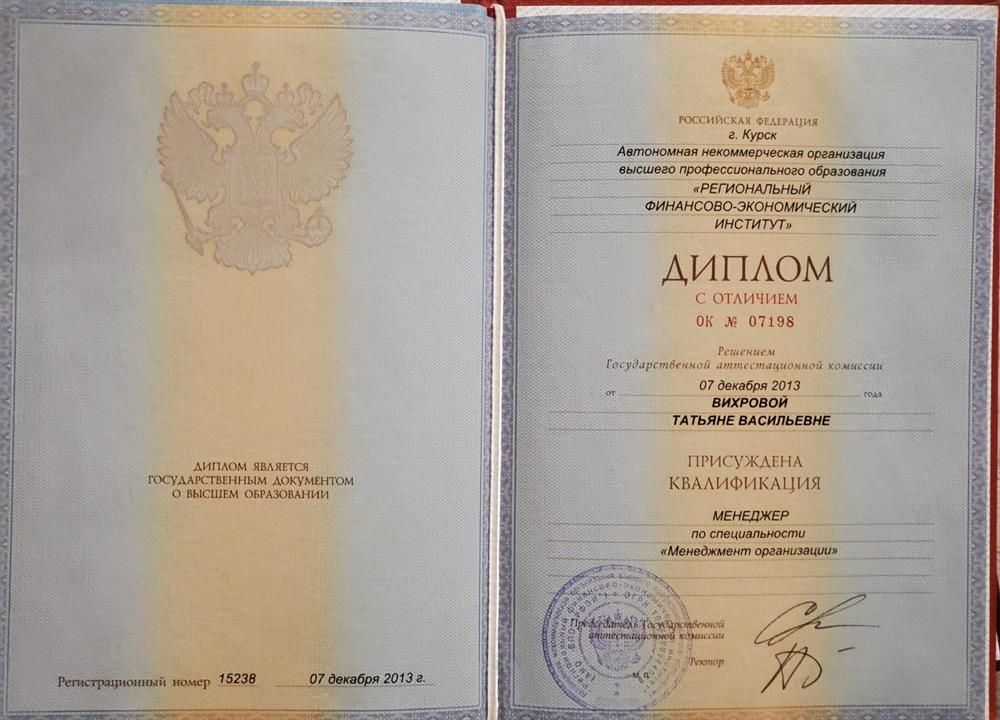 ДИПЛОМ ЯВЛЯЕТСЯ
ГОСУДАРСТВЕННЫМ ДОКУМЕНТОМ
О ВЫСШЕМ ОБРАЗОВАНИИ
Регистрационный номер 15238 07 декабря 2013 г.
РОССИЙСКАЯ ФЕДЕРАЦИЯ
г. Курск
Автономная некоммерческая организация
высшего профессионального образования
«РЕГИОНАЛЬНЫЙ
ФИНАНСОВО-ЭКОНОМИЧЕСКИЙ
ИНСТИТУТ»
ДИПЛОМ
С ОТЛИЧИЕМ
ОК № 07198
Решением
Государственной аттестационной комиссии
от 07 декабря 2013 года
ВИХРОВОЙ
ТАТЬЯНЕ ВАСИЛЬЕВНЕ
ПРИСУЖДЕНА
КВАЛИФИКАЦИЯ
МЕНЕДЖЕР
по специальности
«Менеджмент организации»
Председатель Государственной
аттестационной комиссии
Ректор